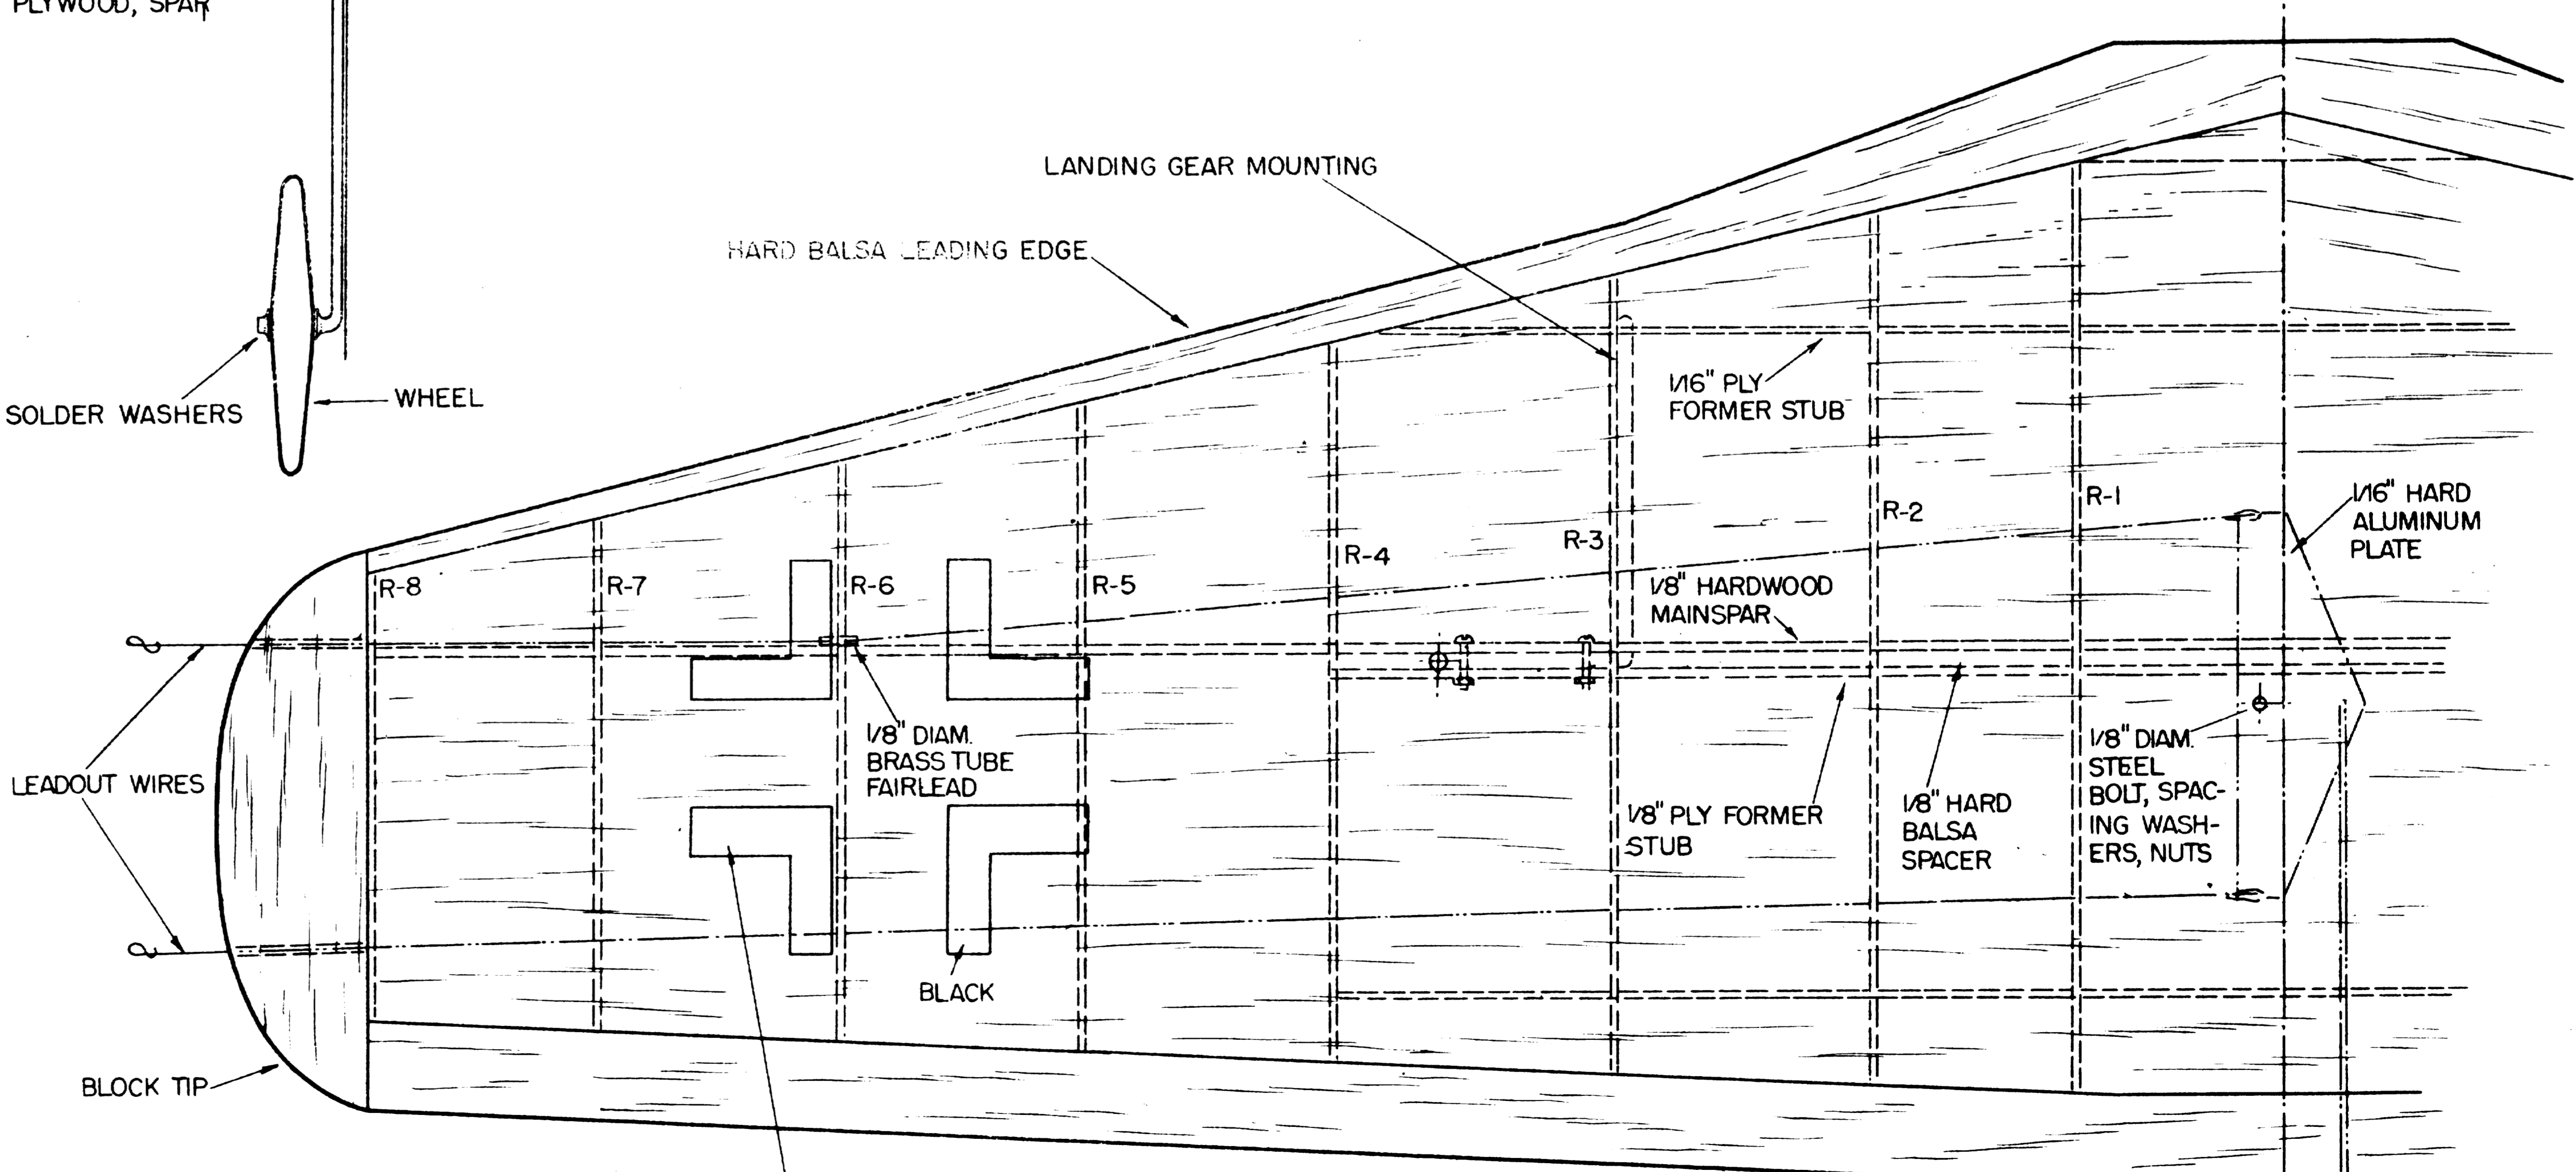 PLYWOOD, SPAR
LANDING GEAR MOUNTING
HARD BALSA LEADING EDGE
SOLDER WASHERS
WHEEL
1/16" PLY
FORMER STUB
1/16" HARD
ALUMINUM
PLATE
R-8
R-7
R-6
R-5
R-4
R-3
R-2
R-1
1/8" HARDWOOD
MAINSPAR
LEADOUT WIRES
1/8" DIAM.
BRASS TUBE
FAIRLEAD
1/8" PLY FORMER
STUB
1/8" HARD
BALSA
SPACER
1/8" DIAM.
STEEL
BOLT, SPAC-
ING WASH-
ERS, NUTS
BLACK
BLOCK TIP